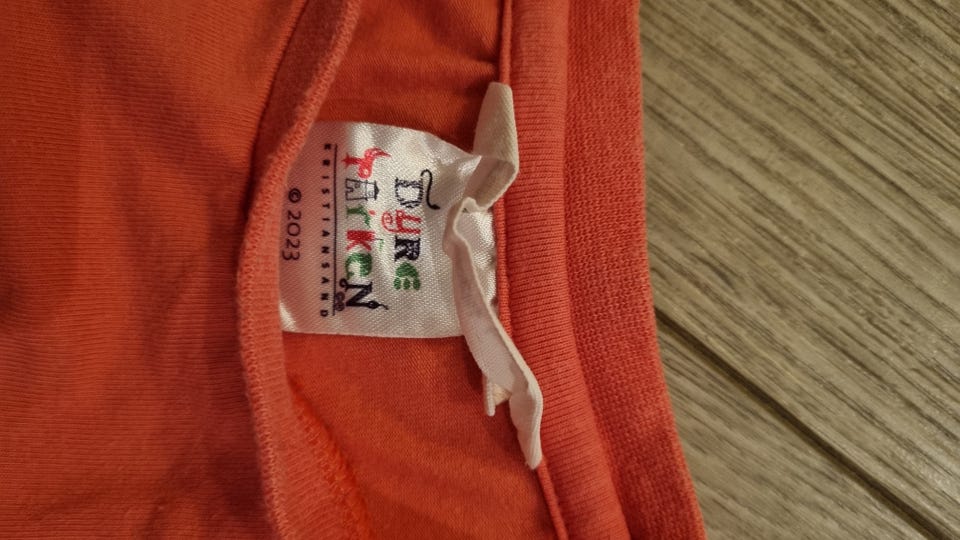 DyRE
PArkeN
KRISTIANSAND
© 2023